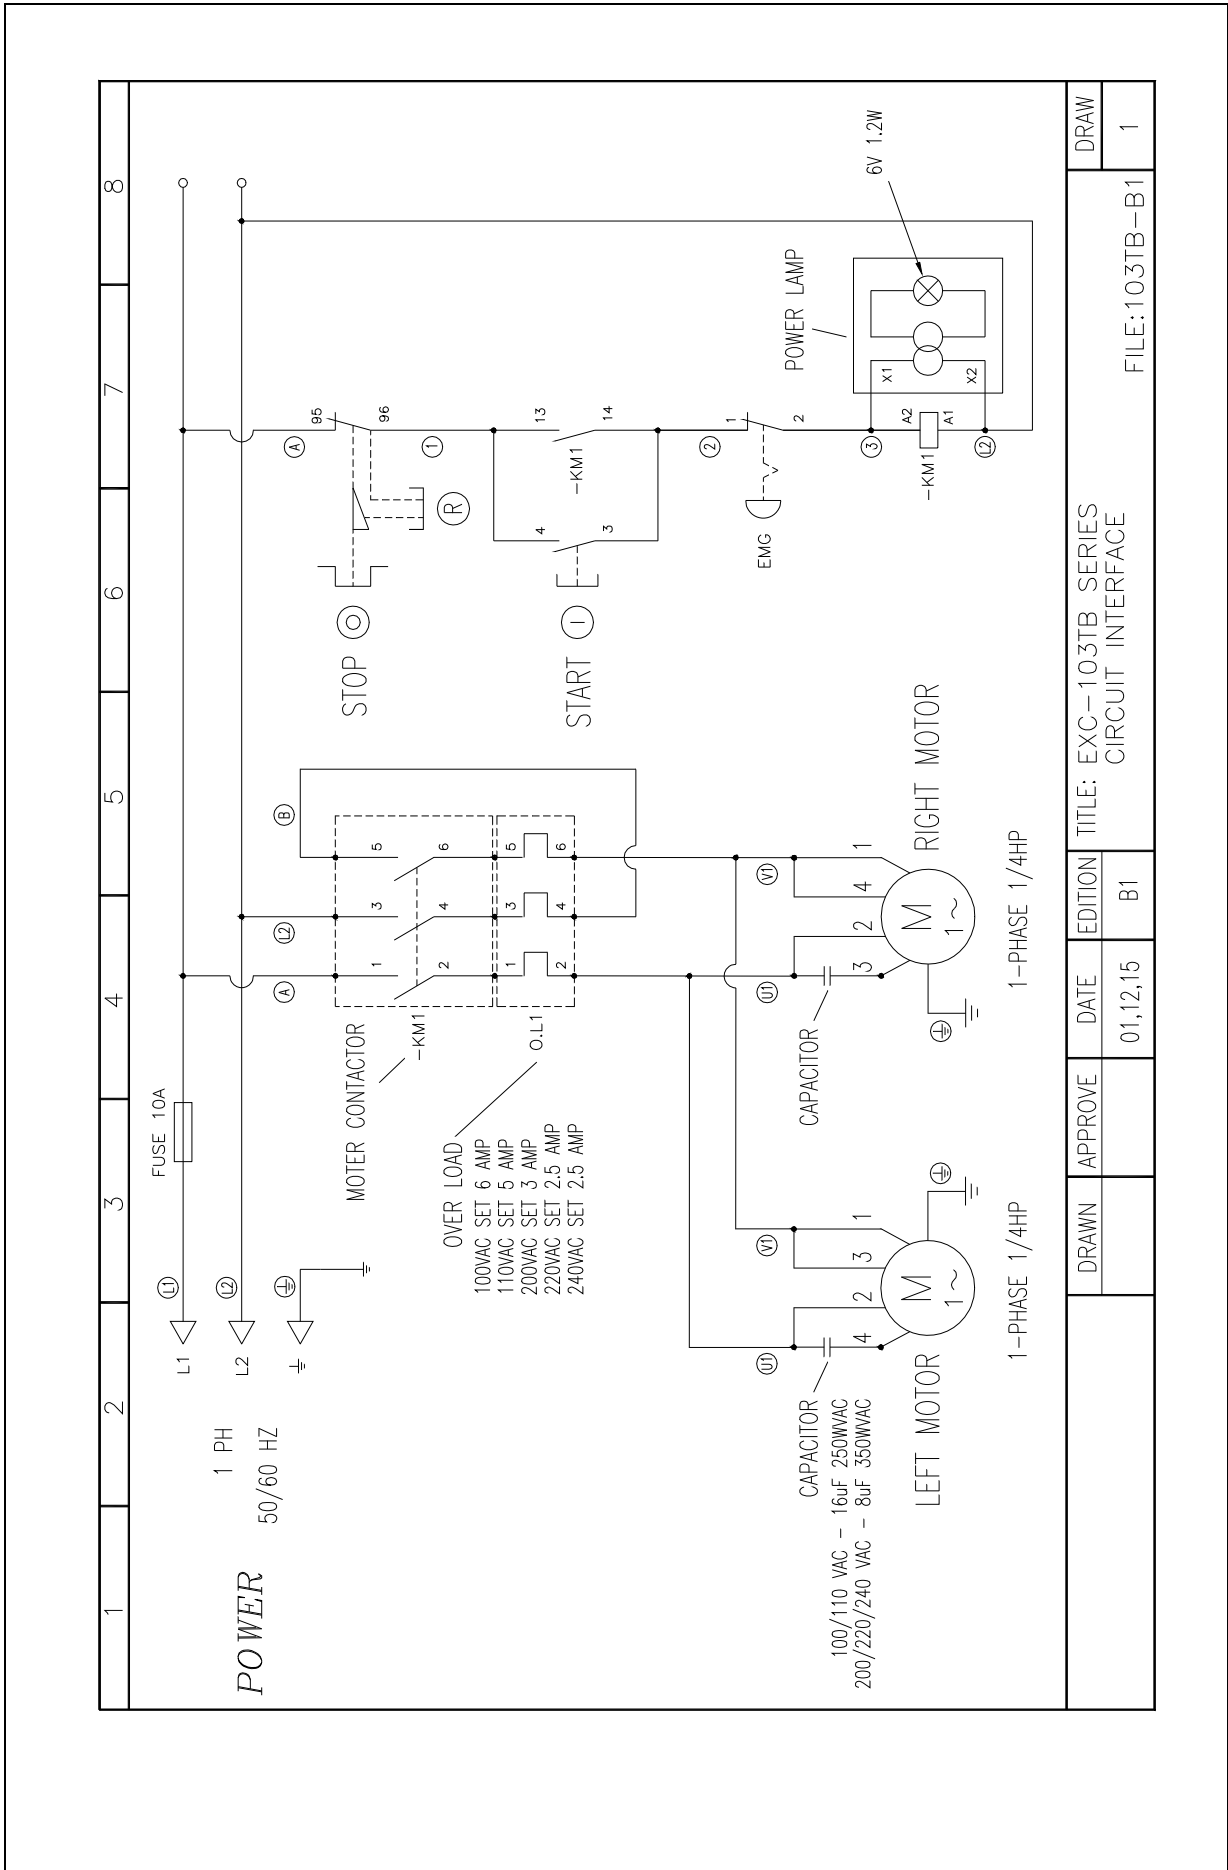 1 2 3 4 5 6 7 8
POWER
1 PH
50/60 HZ
L1
L2
L1
L2
FUSE 10A
MOTER CONTACTOR
-KM1
A
L2
B
1
3
5
2
4
6
OVER LOAD
O.L1
100VAC SET 6 AMP
110VAC SET 5 AMP
200VAC SET 3 AMP
220VAC SET 2.5 AMP
240VAC SET 2.5 AMP
1
3
5
2
4
6
CAPACITOR
100/110 VAC - 16uF 250WVAC
200/220/240 VAC - 8uF 350WVAC
U1
V1
4
2
3
1
M
1~
LEFT MOTOR
1-PHASE 1/4HP
CAPACITOR
U1
V1
3
2
4
1
M
1~
RIGHT MOTOR
1-PHASE 1/4HP
STOP
R
A
95
96
1
START
I
4
3
13
14
-KM1
2
EMG
1
2
3
-KM1
A2
A1
L2
POWER LAMP
X1
X2
6V 1.2W
DRAWN
APPROVE
DATE
01,12,15
EDITION
B1
TITLE: EXC-103TB SERIES
CIRCUIT INTERFACE
FILE:103TB-B1
DRAW
1